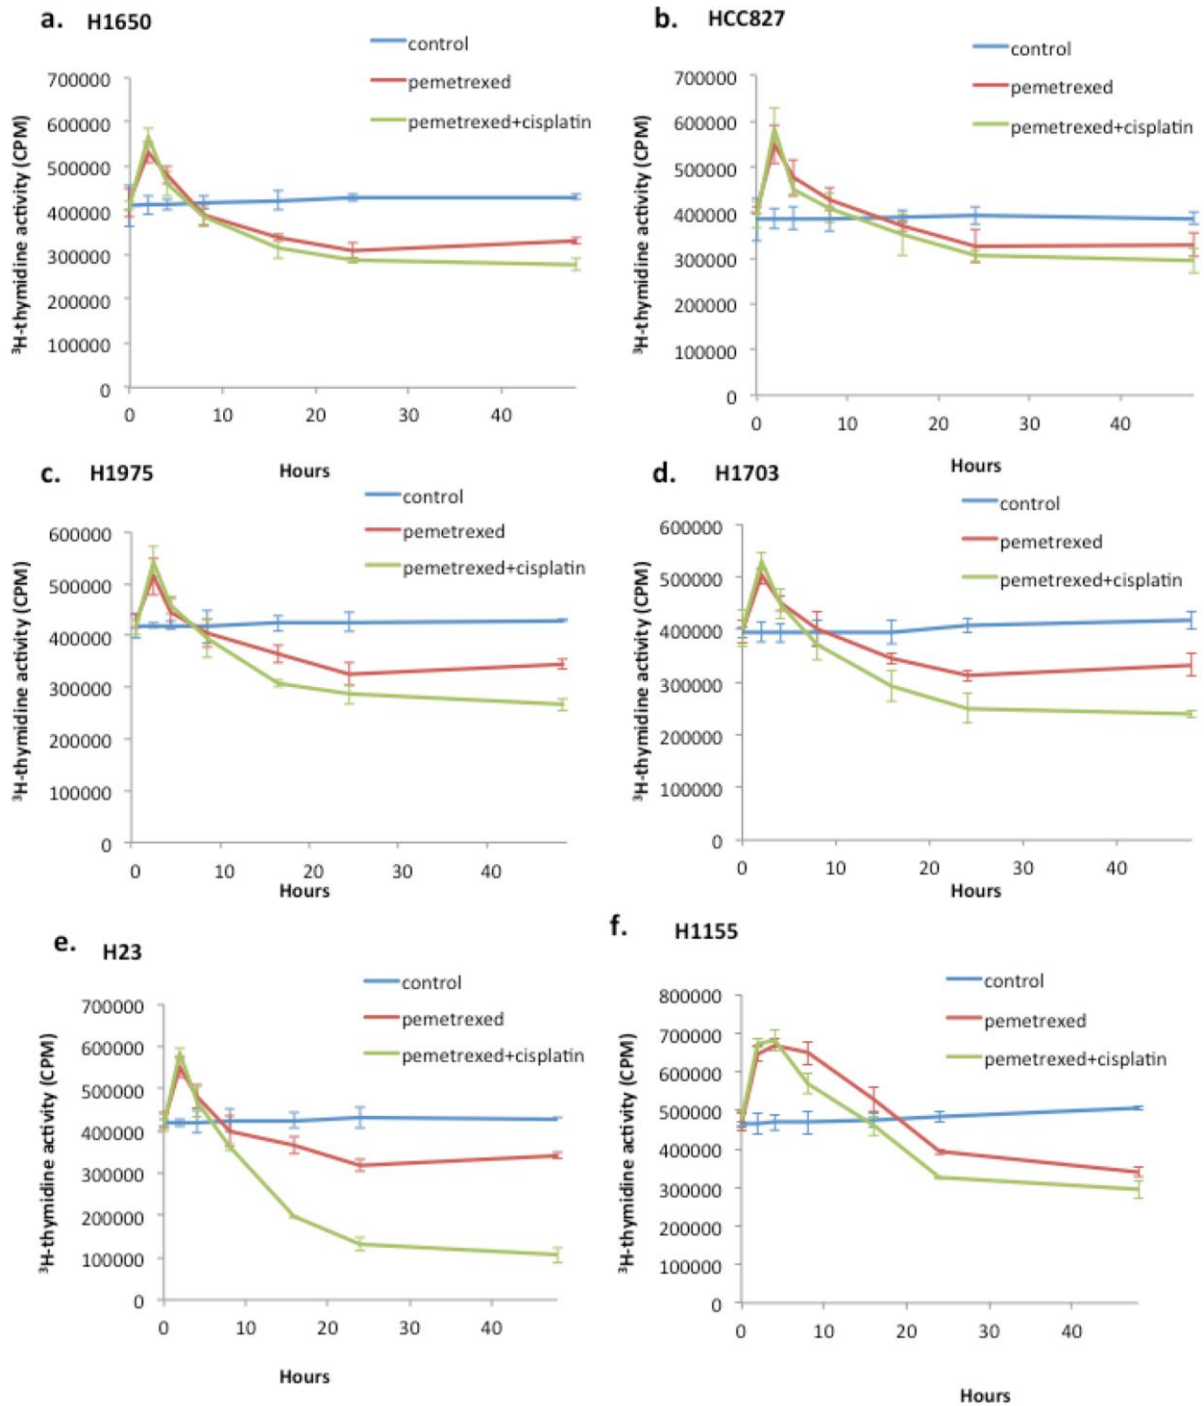 a. H1650
control
pemetrexed
pemetrexed+cisplatin
³H-thymidine activity (CPM)
700000
600000
500000
400000
300000
200000
100000
0
0 10 20 30 40
Hours
b. HCC827
control
pemetrexed
pemetrexed+cisplatin
³H-thymidine activity (CPM)
700000
600000
500000
400000
300000
200000
100000
0
0 10 20 30 40
Hours
c. H1975
control
pemetrexed
pemetrexed+cisplatin
³H-thymidine activity (CPM)
600000
500000
400000
300000
200000
100000
0
0 10 20 30 40
Hours
d. H1703
control
pemetrexed
pemetrexed+cisplatin
³H-thymidine activity (CPM)
600000
500000
400000
300000
200000
100000
0
0 10 20 30 40
Hours
e. H23
control
pemetrexed
pemetrexed+cisplatin
³H-thymidine activity (CPM)
700000
600000
500000
400000
300000
200000
100000
0
0 10 20 30 40
Hours
f. H1155
control
pemetrexed
pemetrexed+cisplatin
³H-thymidine activity (CPM)
800000
700000
600000
500000
400000
300000
200000
100000
0
0 10 20 30 40
Hours